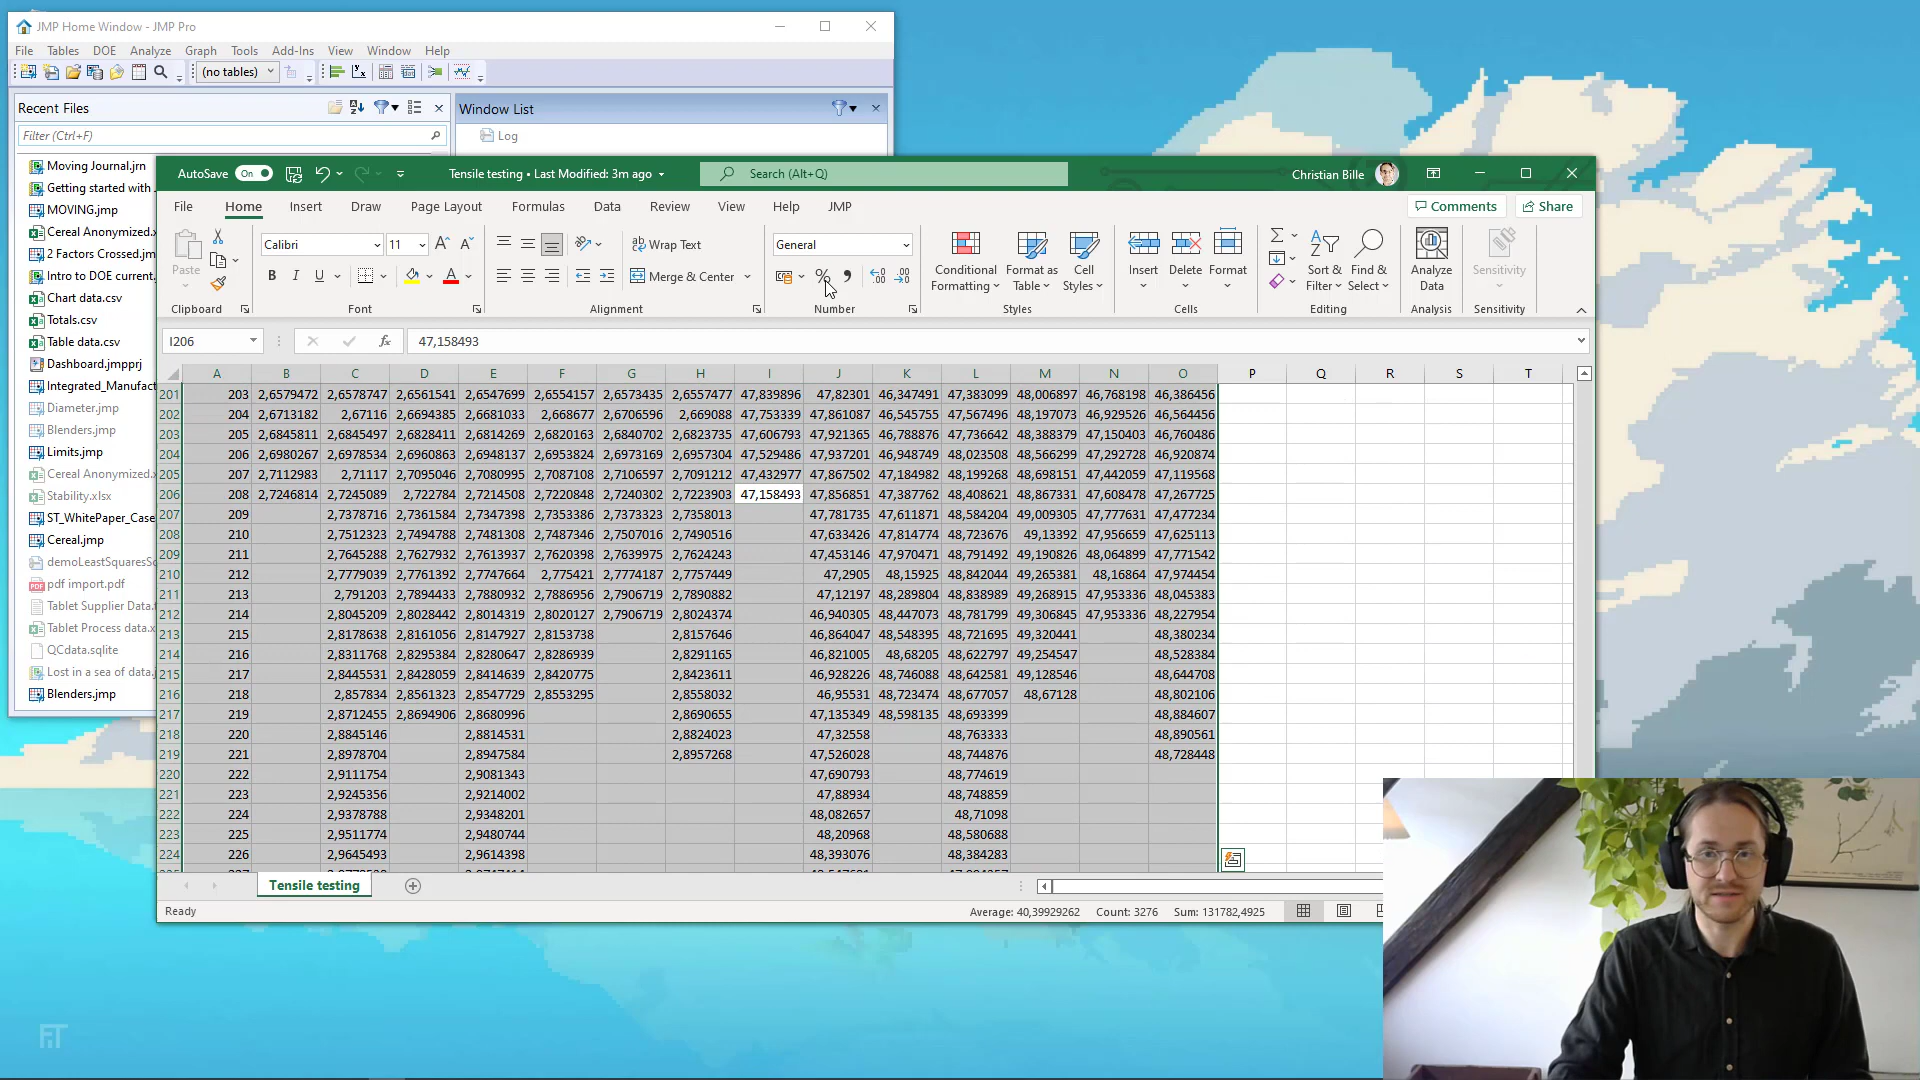 JMP Home Window - JMP Pro
File Tables DOE Analyze Graph Tools Add-Ins View Window Help
(no tables)
Recent Files
Window List
Filter (Ctrl+F)
Log
Moving Journal.jrn
Getting started with
MOVING.jmp
Cereal Anonymized.x
2 Factors Crossed.jm
Intro to DOE current.
Chart data.csv
Totals.csv
Table data.csv
Dashboard.jmpprj
Integrated_Manufact
Diameter.jmp
Blenders.jmp
Limits.jmp
Cereal Anonymized.x
Stability.xlsx
ST_WhitePaper_Case
Cereal.jmp
demoLeastSquaresSc
pdf import.pdf
Tablet Supplier Data.t
Tablet Process data.x
QCdata.sqlite
Lost in a sea of data.j
Blenders.jmp
AutoSave On
Tensile testing • Last Modified: 3m ago
Search (Alt+Q)
Christian Bille
File Home Insert Draw Page Layout Formulas Data Review View Help JMP
Comments Share
Paste
Calibri 11
B I U
Wrap Text
Merge & Center
General
Conditional Formatting
Format as Table
Cell Styles
Insert Delete Format
Sort & Filter
Find & Select
Analyze Data
Sensitivity
Clipboard Font Alignment Number Styles Cells Editing Analysis Sensitivity
I206 fx 47,158493
A B C D E F G H I J K L M N O P Q R S T
201 203 2,6579472 2,6578747 2,6561541 2,6547699 2,6554157 2,6573435 2,6557477 47,839896 47,82301 46,347491 47,383099 48,006897 46,768198 46,386456
202 204 2,6713182 2,67116 2,6694385 2,6681033 2,668677 2,6706596 2,669088 47,753339 47,861087 46,545755 47,567496 48,197073 46,929526 46,564456
203 205 2,6845811 2,6845497 2,6828411 2,6814269 2,6820163 2,6840702 2,6823735 47,606793 47,921365 46,788876 47,736642 48,388379 47,150403 46,760486
204 206 2,6980267 2,6978534 2,6960863 2,6948137 2,6953824 2,6973169 2,6957304 47,529486 47,937201 46,948749 48,023508 48,566299 47,292728 46,920874
205 207 2,7112983 2,71117 2,7095046 2,7080995 2,7087108 2,7106597 2,7091212 47,432977 47,867502 47,184982 48,199268 48,698151 47,442059 47,119568
206 208 2,7246814 2,7245089 2,722784 2,7214508 2,7220848 2,7240302 2,7223903 47,158493 47,856851 47,387762 48,408621 48,867331 47,608478 47,267725
207 209 2,7378716 2,7361584 2,7347398 2,7353386 2,7373323 2,7358013 47,781735 47,611871 48,584204 49,009305 47,777631 47,477234
208 210 2,7512323 2,7494788 2,7481308 2,7487346 2,7507016 2,7490516 47,633426 47,814774 48,723676 49,13392 47,956659 47,625113
209 211 2,7645288 2,7627932 2,7613937 2,7620398 2,7639975 2,7624243 47,453146 47,970471 48,791492 49,190826 48,064899 47,771542
210 212 2,7779039 2,7761392 2,7747664 2,775421 2,7774187 2,7757449 47,2905 48,15925 48,842044 49,265381 48,16864 47,974454
211 213 2,791203 2,7894433 2,7880932 2,7886956 2,7906719 2,7890882 47,12197 48,289804 48,838989 49,268915 47,953336 48,045383
212 214 2,8045209 2,8028442 2,8014319 2,8020127 2,7906719 2,8024374 46,940305 48,447073 48,781799 49,306845 47,953336 48,227954
213 215 2,8178638 2,8161056 2,8147927 2,8153738 2,8157646 46,864047 48,548395 48,721695 49,320441 48,380234
214 216 2,8311768 2,8295384 2,8280647 2,8286939 2,8291165 46,821005 48,68205 48,622797 49,254547 48,528384
215 217 2,8445531 2,8428059 2,8414639 2,8420775 2,8423611 46,928226 48,746088 48,642581 49,128546 48,644708
216 218 2,857834 2,8561323 2,8547729 2,8553295 2,8558032 46,95531 48,723474 48,677057 48,67128 48,802106
217 219 2,8712455 2,8694906 2,8680996 2,8690655 47,135349 48,598135 48,693399 48,884607
218 220 2,8845146 2,8814531 2,8824023 47,32558 48,763333 48,890561
219 221 2,8978704 2,8947584 2,8957268 47,526028 48,744876 48,728448
220 222 2,9111754 2,9081343 47,690793 48,774619
221 223 2,9245356 2,9214002 47,88934 48,748859
222 224 2,9378788 2,9348201 48,082657 48,71098
223 225 2,9511774 2,9480744 48,20968 48,580688
224 226 2,9645493 2,9614398 48,393076 48,384283
Tensile testing
Ready
Average: 40,39929262 Count: 3276 Sum: 131782,4925